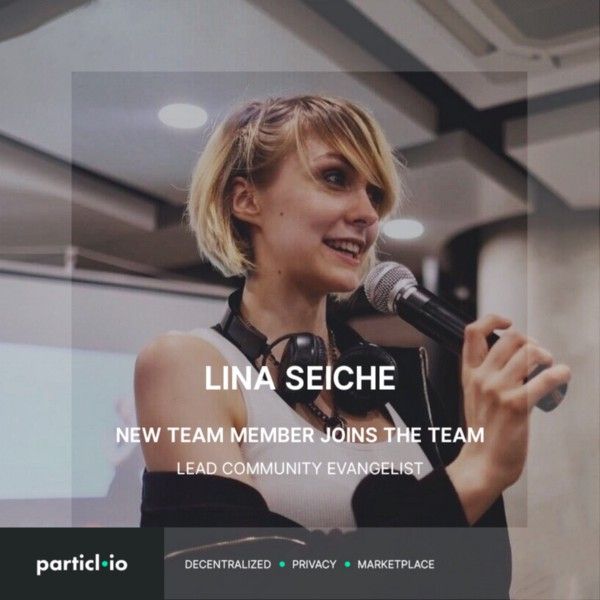 LINA SEICHE
NEW TEAM MEMBER JOINS THE TEAM
LEAD COMMUNITY EVANGELIST
particl•io
DECENTRALIZED • PRIVACY • MARKETPLACE